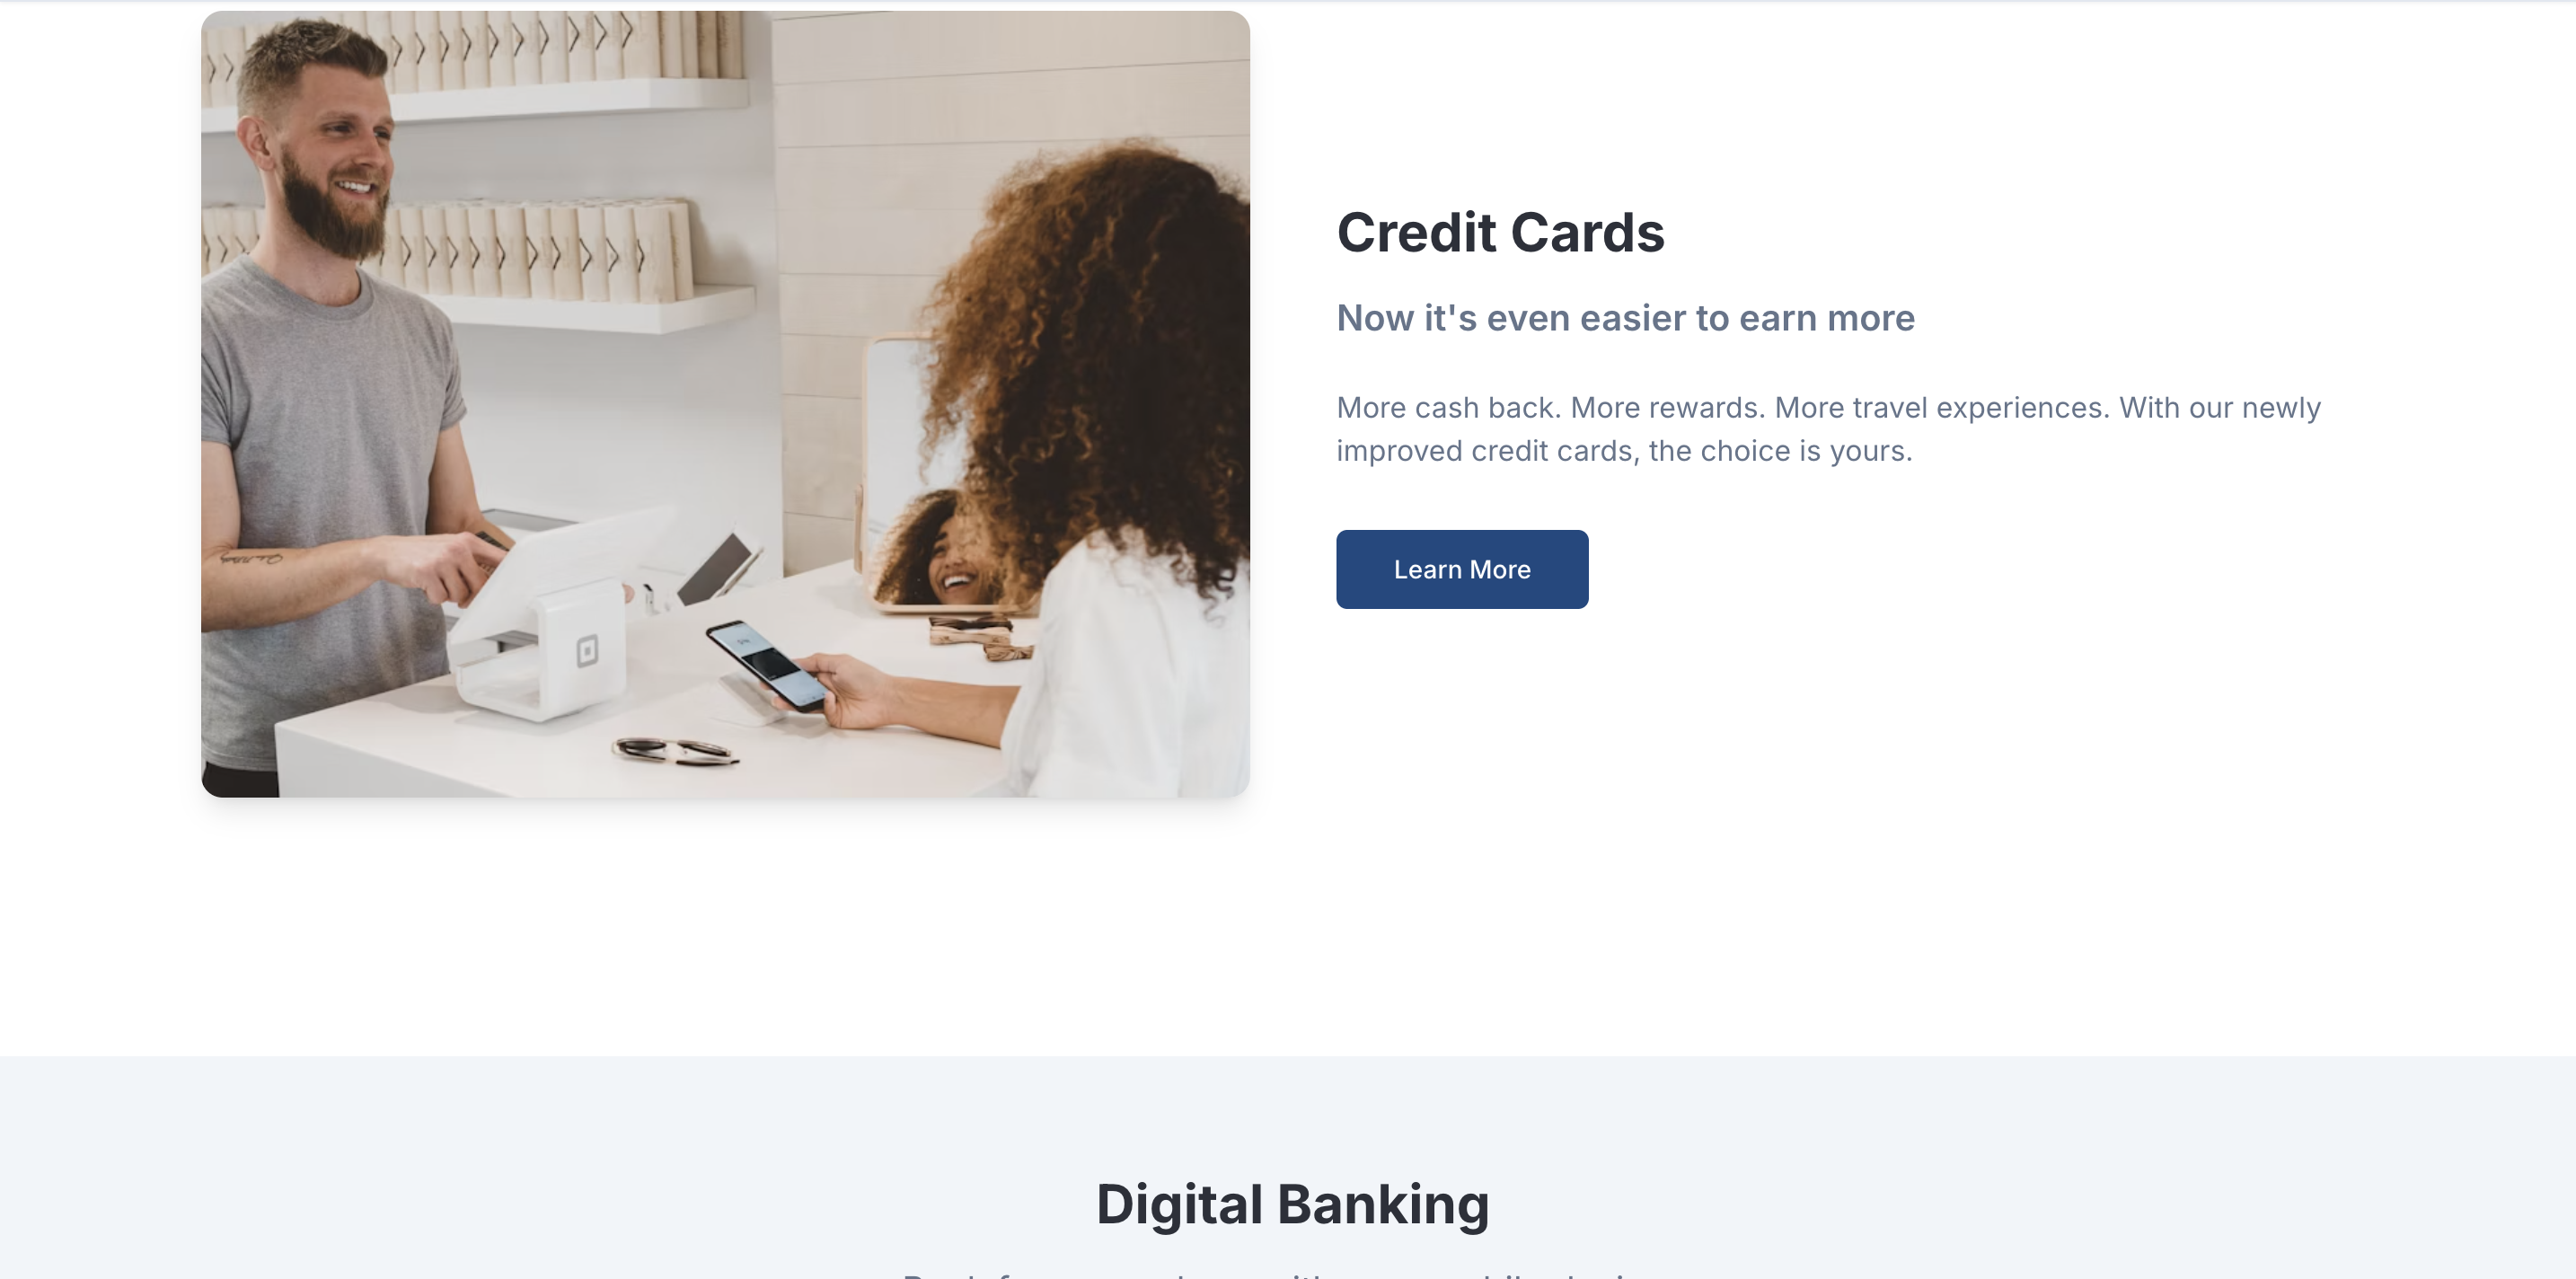 Credit Cards
Now it's even easier to earn more
More cash back. More rewards. More travel experiences. With our newly
improved credit cards, the choice is yours.
Learn More
Digital Banking